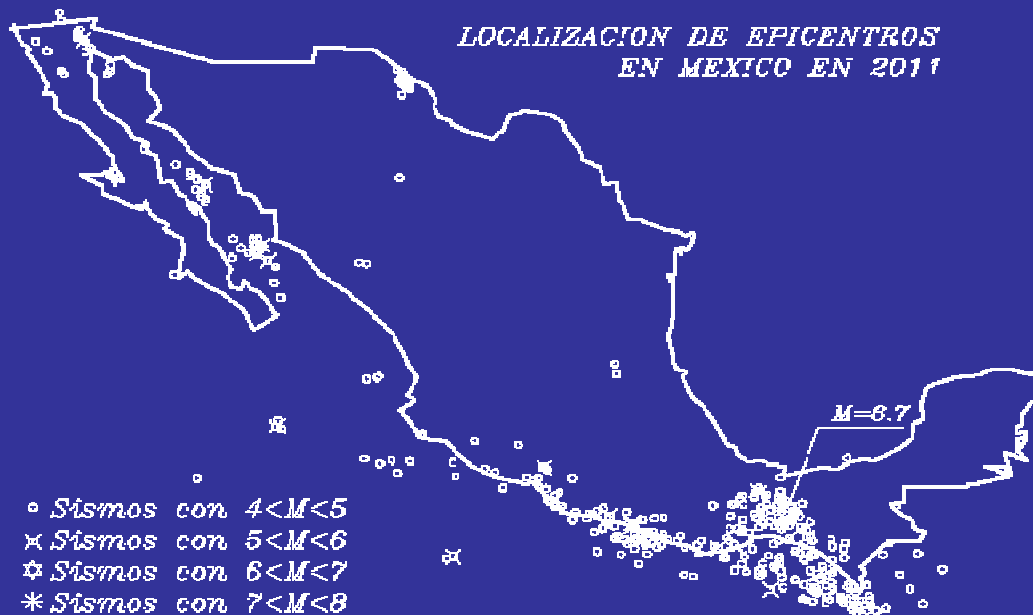 LOCALIZACION DE EPICENTROS
EN MEXICO EN 2011
M=6.7
Sismos con 4<M<5
Sismos con 5<M<6
Sismos con 6<M<7
Sismos con 7<M<8